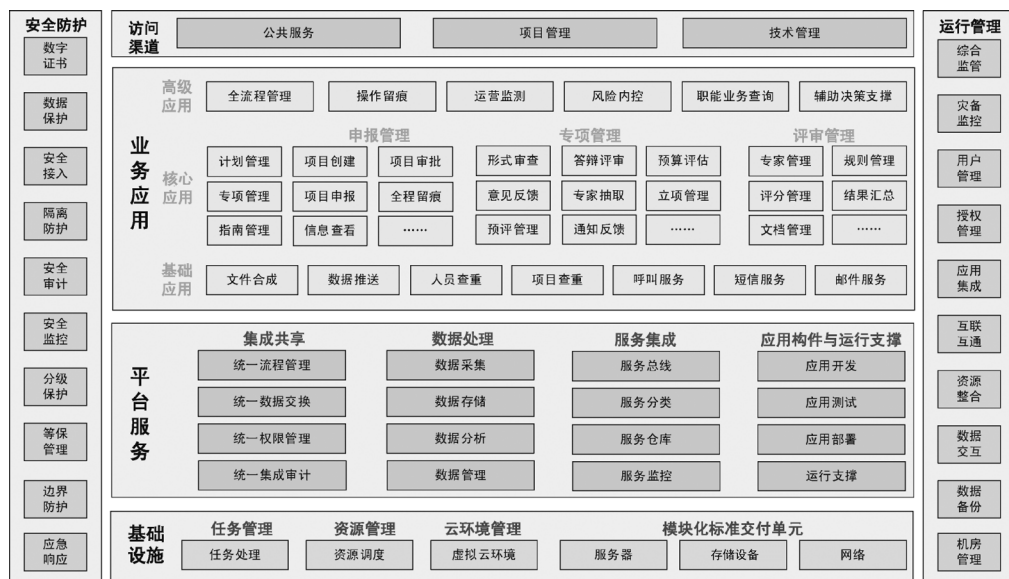 安全防护
数字
证书
数据
保护
安全
接入
隔离
防护
安全
审计
安全
监控
分级
保护
等保
管理
边界
防护
应急
响应
访问
渠道
公共服务
项目管理
技术管理
业务应用
高级
应用
全流程管理
操作留痕
运营监测
风险内控
职能业务查询
辅助决策支撑
核心
应用
申报管理
计划管理
项目创建
项目审批
专项管理
项目申报
全程留痕
指南管理
信息查看
……
专项管理
形式审查
答辩评审
预算评估
意见反馈
专家抽取
立项管理
预评管理
通知反馈
……
评审管理
专家管理
规则管理
评分管理
结果汇总
文档管理
……
基础
应用
文件合成
数据推送
人员查重
项目查重
呼叫服务
短信服务
邮件服务
平台服务
集成共享
统一流程管理
统一数据交换
统一权限管理
统一集成审计
数据处理
数据采集
数据存储
数据分析
数据管理
服务集成
服务总线
服务分类
服务仓库
服务监控
应用构件与运行支撑
应用开发
应用测试
应用部署
运行支撑
基础
设施
任务管理
任务处理
资源管理
资源调度
云环境管理
虚拟云环境
模块化标准交付单元
服务器
存储设备
网络
运行管理
综合
监管
灾备
监控
用户
管理
授权
管理
应用
集成
互联
互通
资源
整合
数据
交互
数据
备份
机房
管理